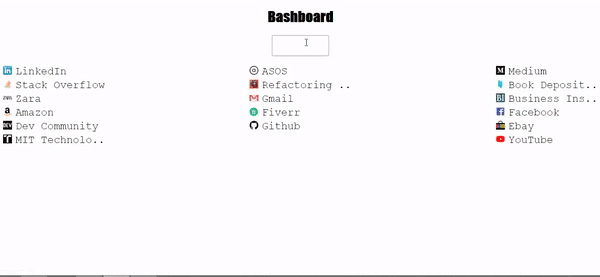 Bashboard
LinkedIn
Stack Overflow
Zara
Amazon
Dev Community
MIT Technolo..
ASOS
Refactoring ..
Gmail
Fiverr
Github
Medium
Book Deposit..
Business Ins..
Facebook
Ebay
YouTube